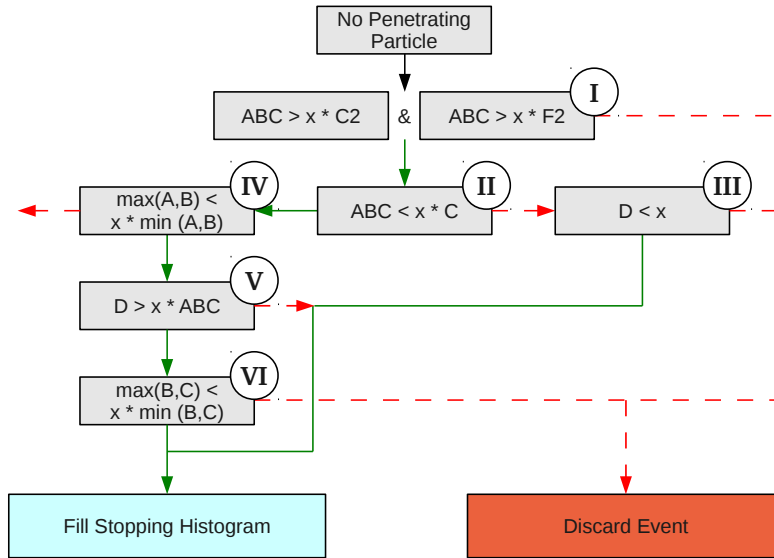 No Penetrating
Particle
I
ABC > x * C2
&
ABC > x * F2
IV
II
III
max(A,B) <
x * min (A,B)
ABC < x * C
D < x
V
D > x * ABC
VI
max(B,C) <
x * min (B,C)
Fill Stopping Histogram
Discard Event